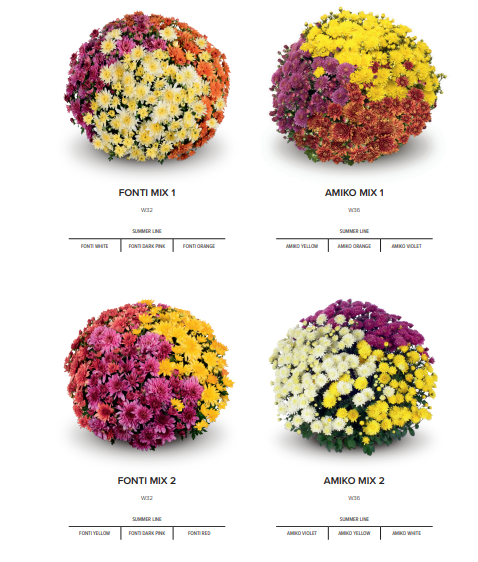 FONTI MIX 1
W32
SUMMER LINE
FONTI WHITE FONTI DARK PINK FONTI ORANGE
AMIKO MIX 1
W36
SUMMER LINE
AMIKO YELLOW AMIKO ORANGE AMIKO VIOLET
FONTI MIX 2
W32
SUMMER LINE
FONTI YELLOW FONTI DARK PINK FONTI RED
AMIKO MIX 2
W36
SUMMER LINE
AMIKO VIOLET AMIKO YELLOW AMIKO WHITE